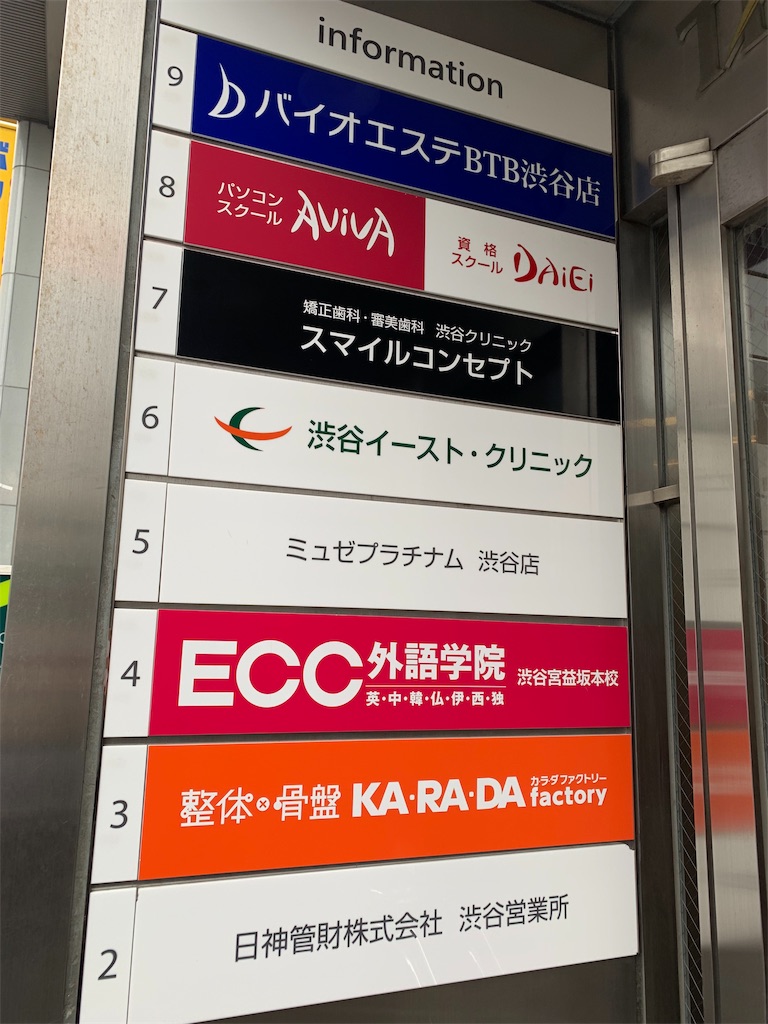 information
9
バイオエステBTB渋谷店
8
パソコン
スクール
AViVA
資格
スクール
DAiEi
7
矯正歯科・審美歯科 渋谷クリニック
スマイルコンセプト
6
渋谷イースト・クリニック
5
ミュゼプラチナム 渋谷店
4
ECC外語学院
英・中・韓・仏・伊・西・独
渋谷宮益坂本校
3
整体×骨盤 KA・RA・DA
カラダファクトリー
factory
2
日神管財株式会社 渋谷営業所